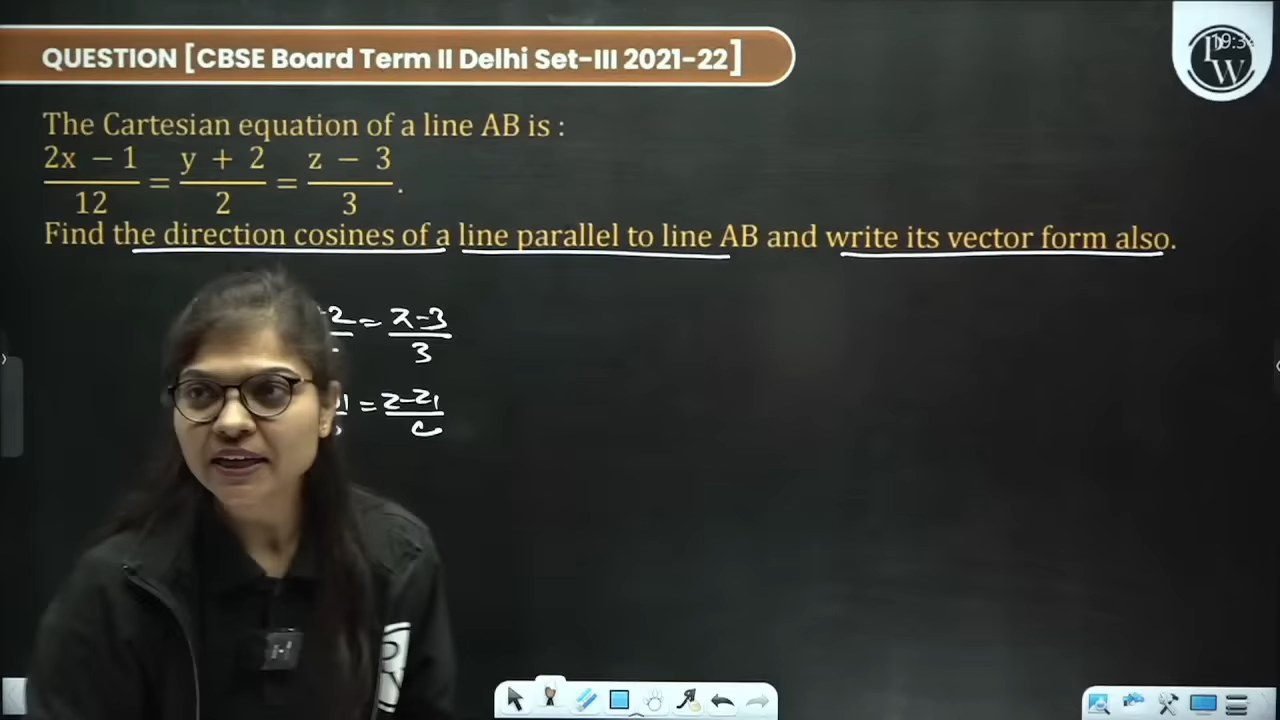 QUESTION [CBSE Board Term II Delhi Set-III 2021-22]
The Cartesian equation of a line AB is :
2x − 1 / 12 = y + 2 / 2 = z − 3 / 3 .
Find the direction cosines of a line parallel to line AB and write its vector form also.
= z-3 / 3
= z-z1 / c
PW